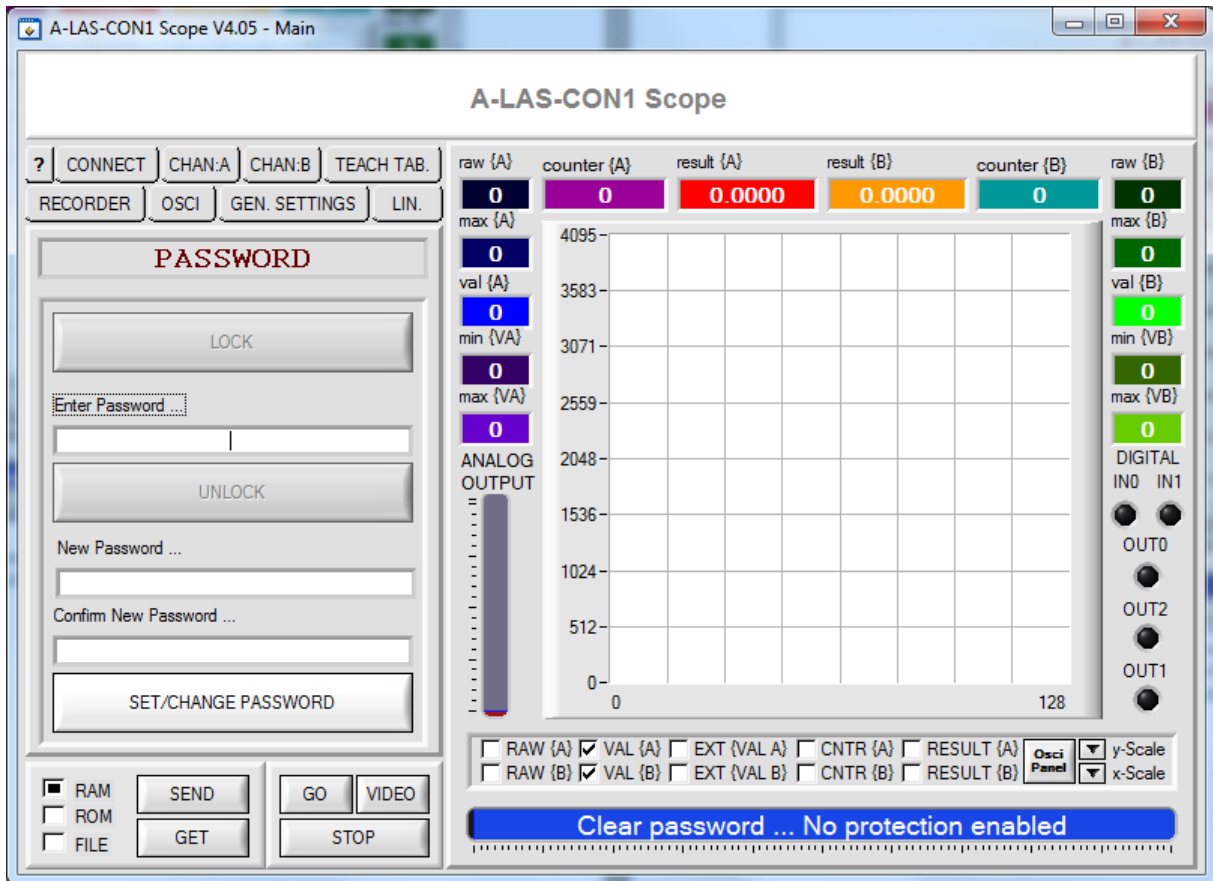 A-LAS-CON1 Scope V4.05 - Main
A-LAS-CON1 Scope
? CONNECT CHAN:A CHAN:B TEACH TAB.
RECORDER OSCI GEN. SETTINGS LIN.
PASSWORD
LOCK
Enter Password ...
UNLOCK
New Password ...
Confirm New Password ...
SET/CHANGE PASSWORD
RAM
ROM
FILE
SEND
GET
GO VIDEO
STOP
raw {A} counter {A} result {A} result {B} counter {B} raw {B}
0 0 0.0000 0.0000 0 0
max {A}
0
val {A}
0
min {VA}
0
max {VA}
0
ANALOG
OUTPUT
4095
3583
3071
2559
2048
1536
1024
512
0
0 128
max {B}
0
val {B}
0
min {VB}
0
max {VB}
0
DIGITAL
IN0 IN1
OUT0
OUT2
OUT1
RAW {A} VAL {A} EXT {VAL A} CNTR {A} RESULT {A}
RAW {B} VAL {B} EXT {VAL B} CNTR {B} RESULT {B}
Osci
Panel
y-Scale
x-Scale
Clear password ... No protection enabled